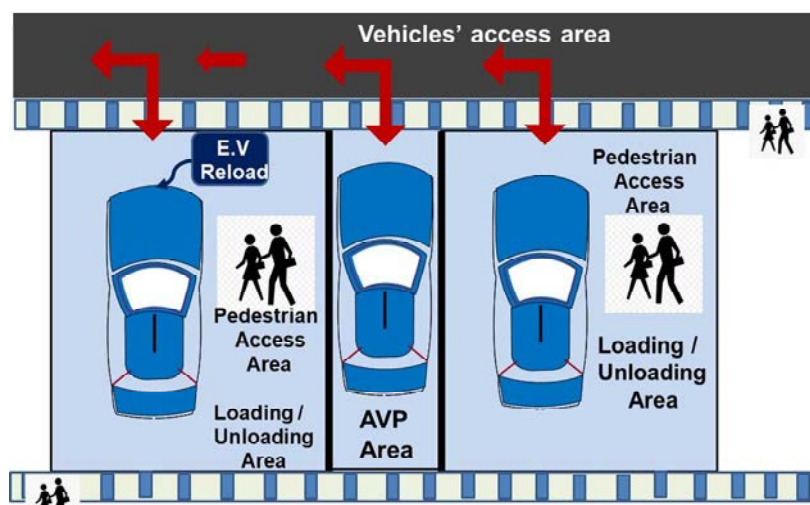 Vehicles' access area
E.V
Reload
Pedestrian
Access
Area
Loading /
Unloading
Area
AVP
Area
Pedestrian
Access
Area
Loading /
Unloading
Area